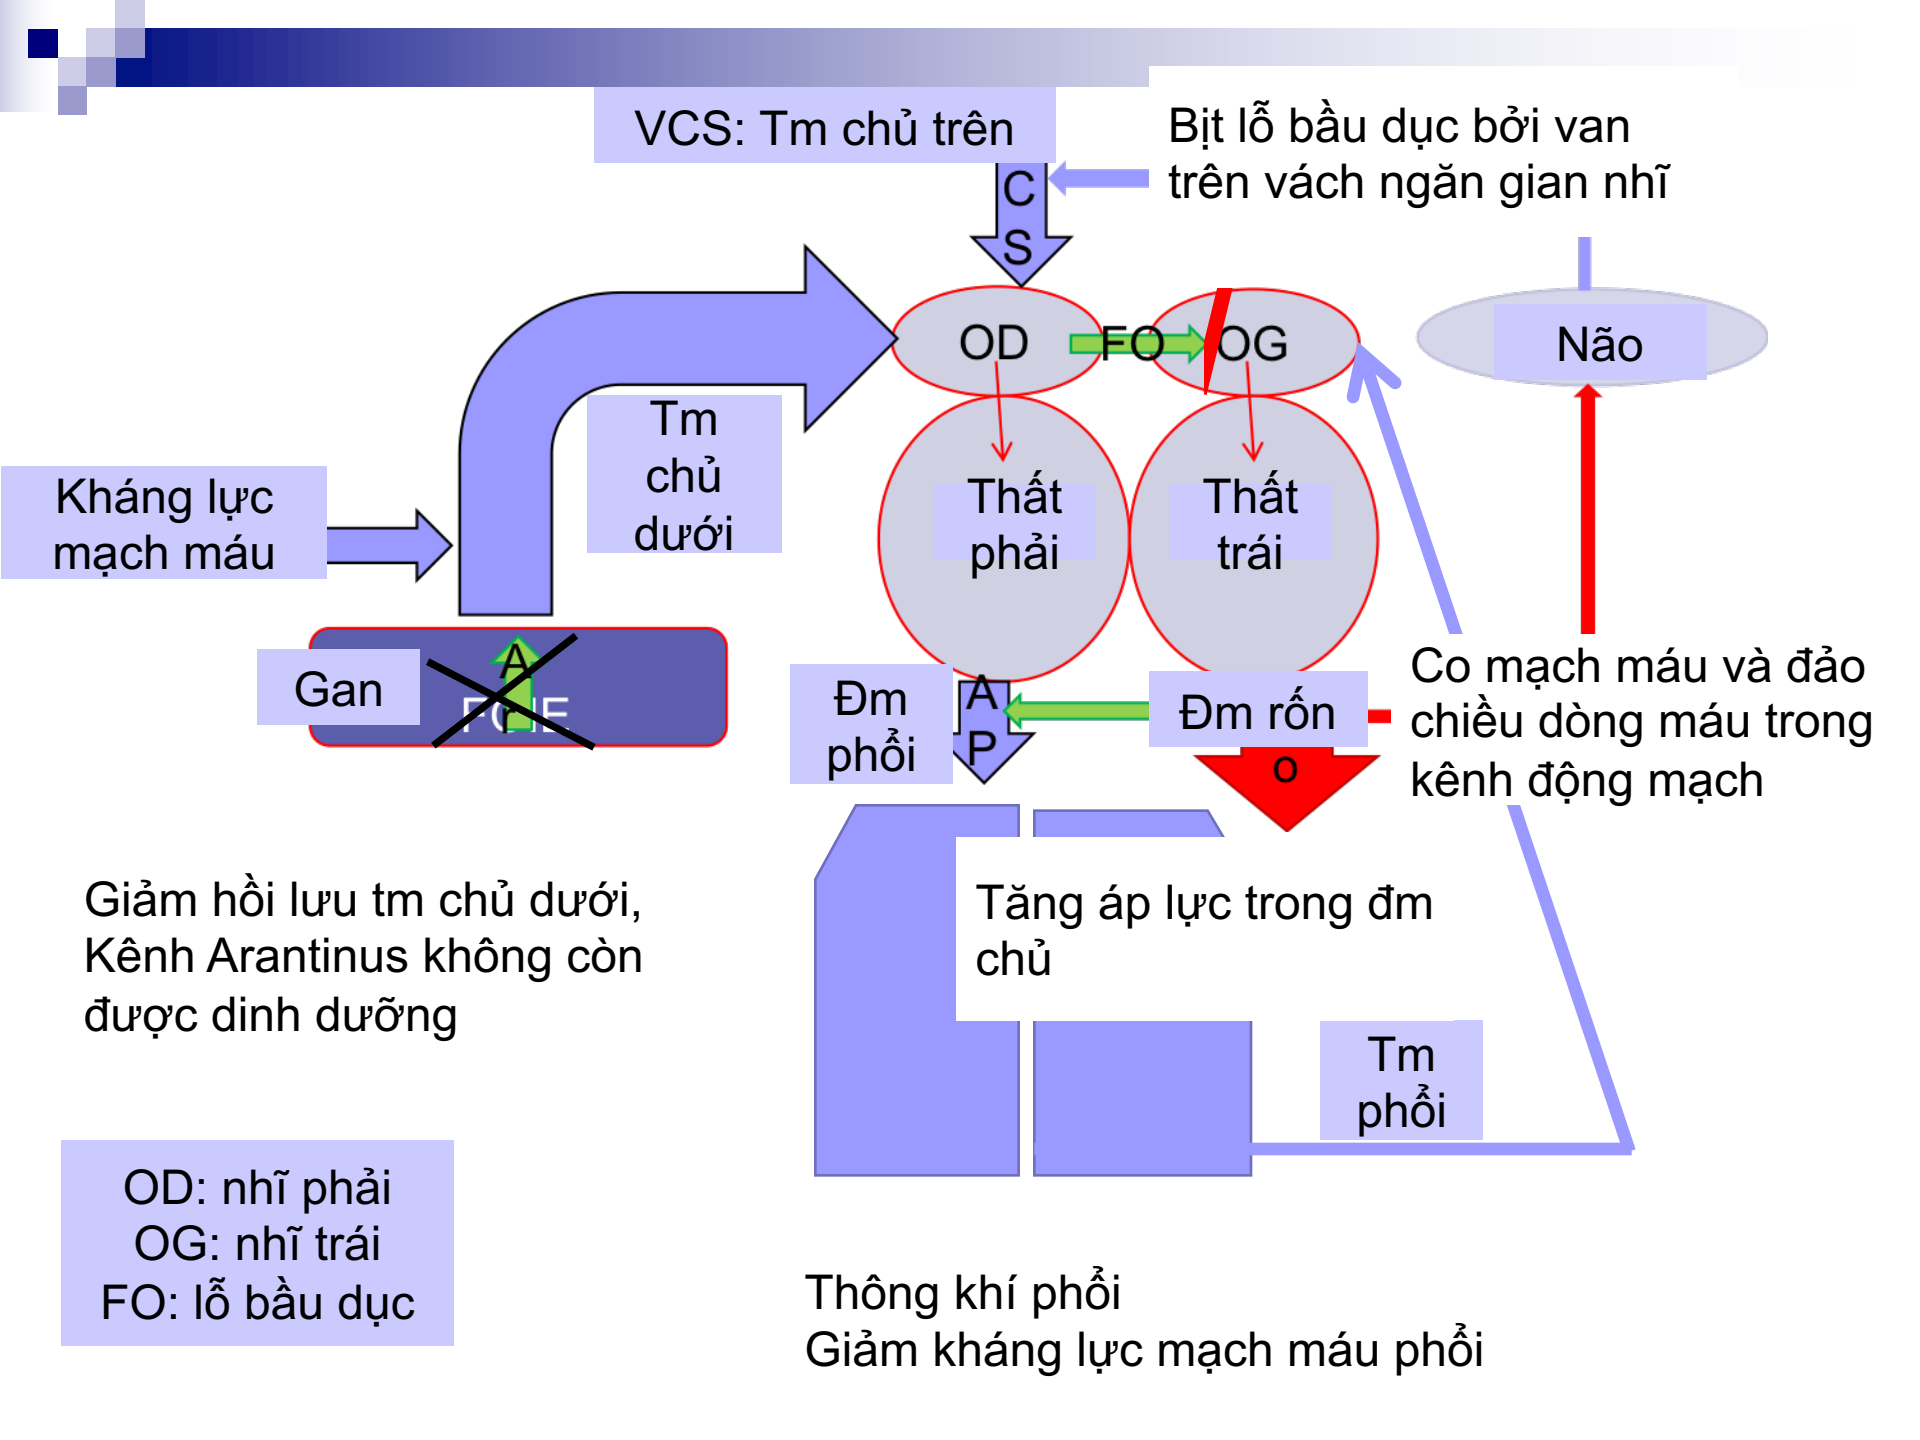 VCS: Tm chủ trên
Bịt lỗ bầu dục bởi van
trên vách ngăn gian nhĩ
C
S
OD
FO
OG
Não
Tm
chủ
dưới
Kháng lực
mạch máu
Thất
phải
Thất
trái
Gan
A
r
Đm
phổi
A
P
Đm rốn
o
Co mạch máu và đảo
chiều dòng máu trong
kênh động mạch
Giảm hồi lưu tm chủ dưới,
Kênh Arantinus không còn
được dinh dưỡng
Tăng áp lực trong đm
chủ
Tm
phổi
OD: nhĩ phải
OG: nhĩ trái
FO: lỗ bầu dục
Thông khí phổi
Giảm kháng lực mạch máu phổi